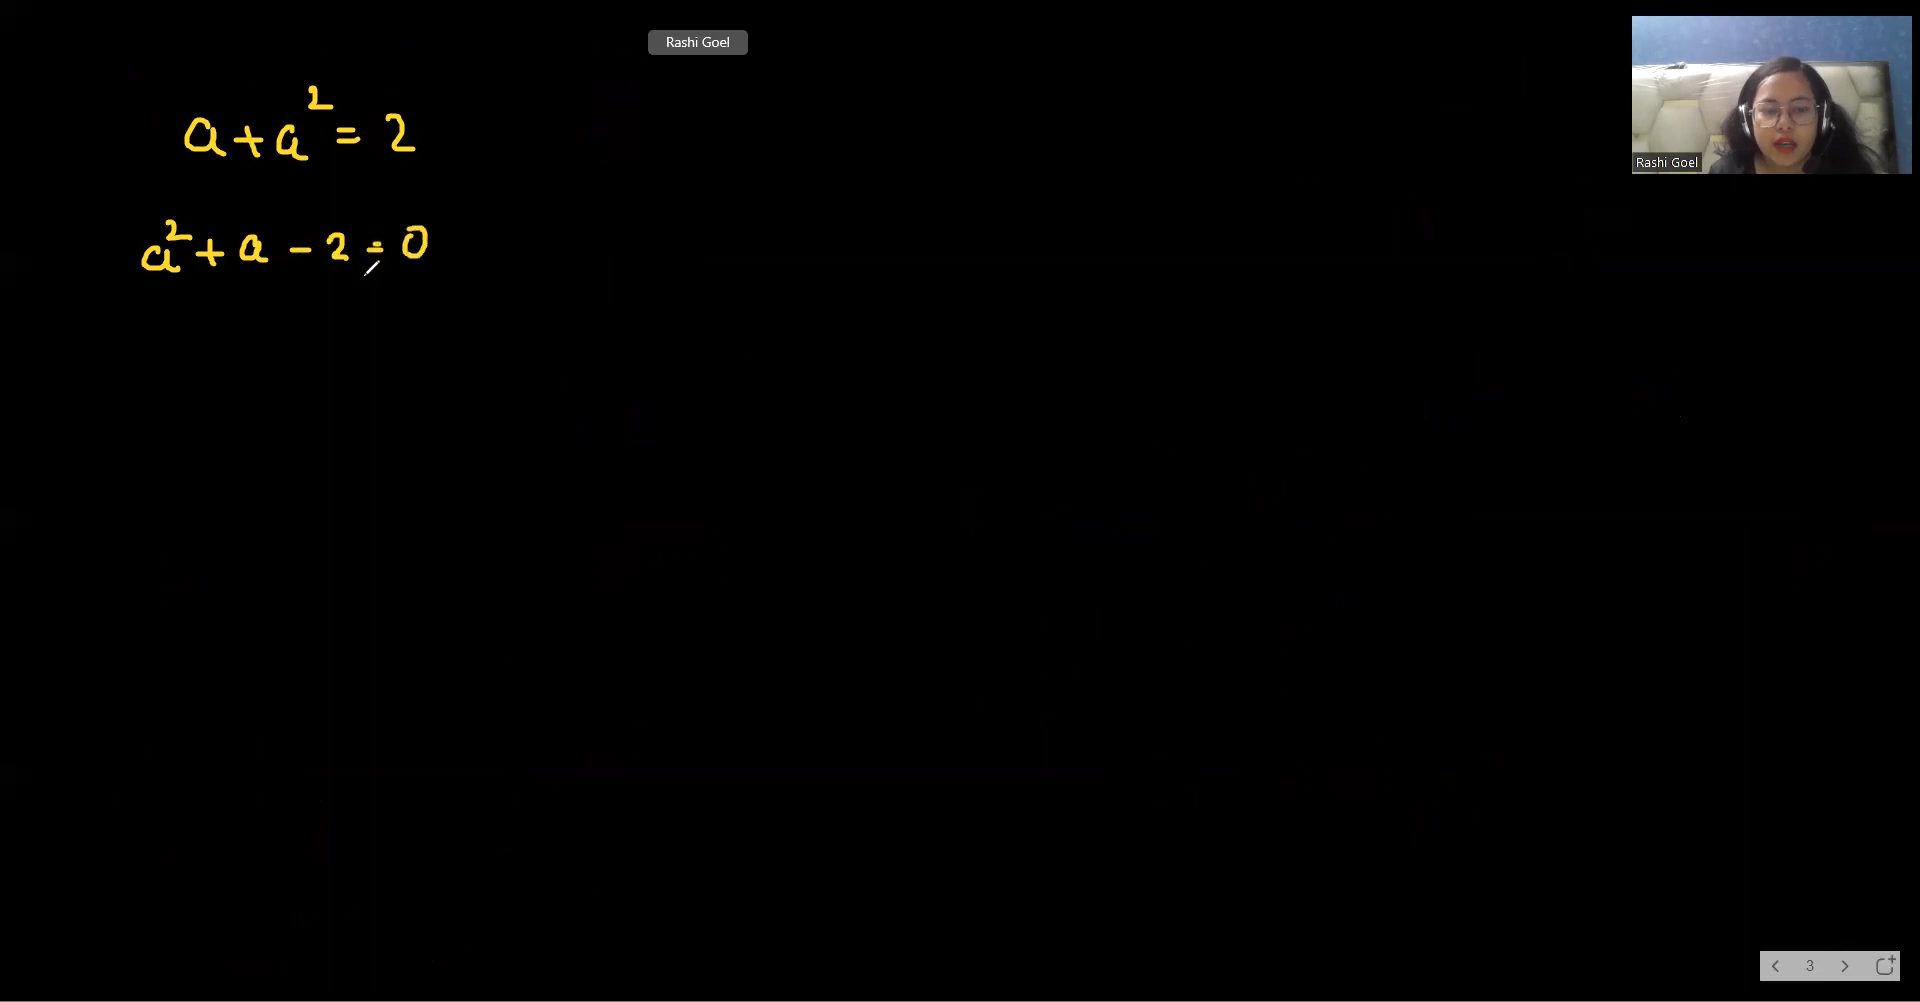 Rashi Goel
a + a² = 2
a² + a - 2 = 0
Rashi Goel
3